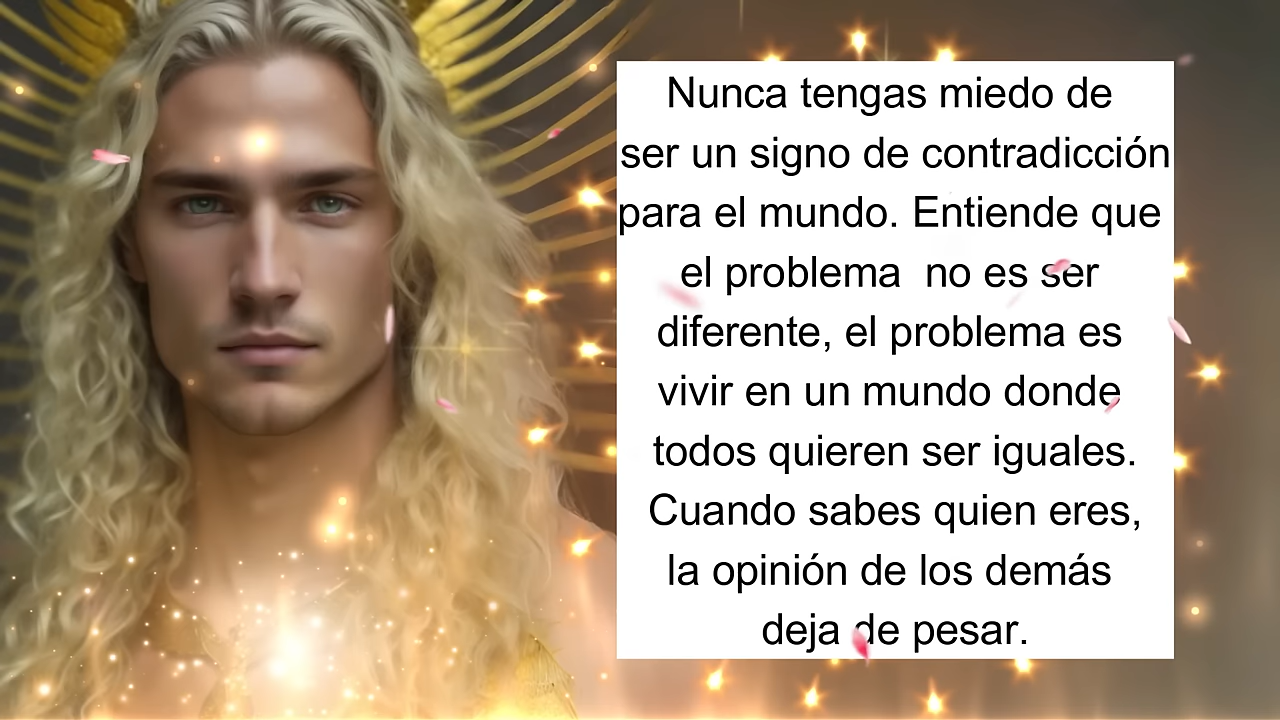 Nunca tengas miedo de
ser un signo de contradicción
para el mundo. Entiende que
el problema  no es ser
diferente, el problema es
vivir en un mundo donde
todos quieren ser iguales.
Cuando sabes quien eres,
la opinión de los demás
deja de pesar.